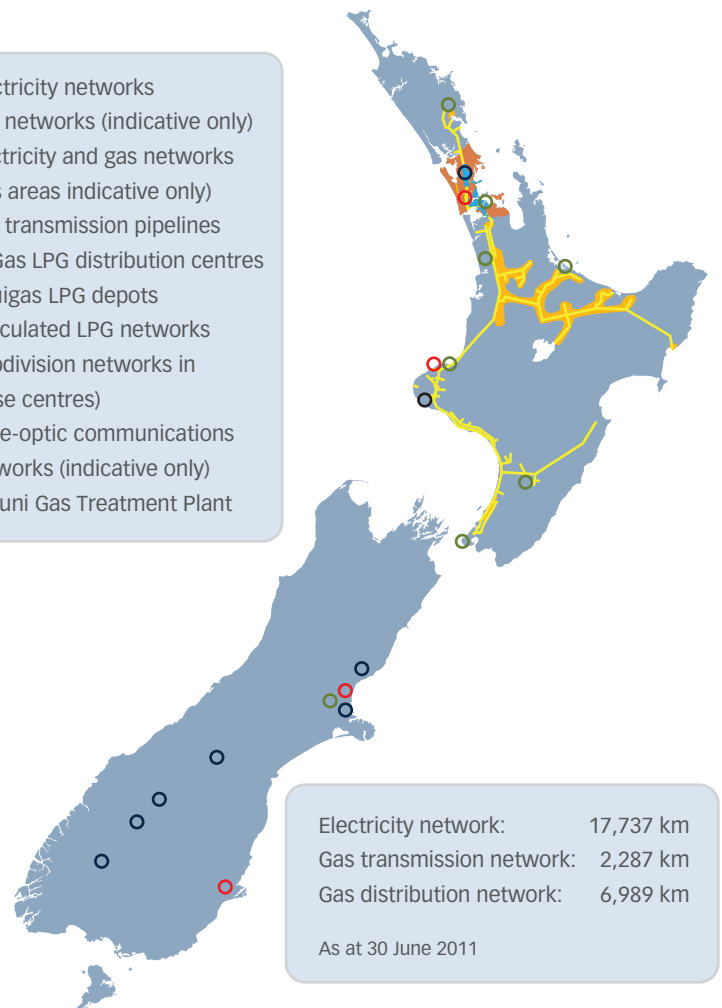 ctricity networks
networks (indicative only)
ctricity and gas networks
s areas indicative only)
transmission pipelines
Gas LPG distribution centres
uigas LPG depots
culated LPG networks
bdivision networks in
se centres)
e-optic communications
works (indicative only)
uni Gas Treatment Plant
Electricity network: 17,737 km
Gas transmission network: 2,287 km
Gas distribution network: 6,989 km
As at 30 June 2011